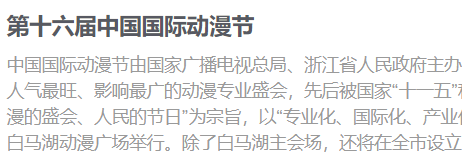 第十六届中国国际动漫节
中国国际动漫节由国家广播电视总局、浙江省人民政府主办
人气最旺、影响最广的动漫专业盛会，先后被国家“十一五”
漫的盛会、人民的节日”为宗旨，以“专业化、国际化、产业
白马湖动漫广场举行。除了白马湖主会场，还将在全市设立